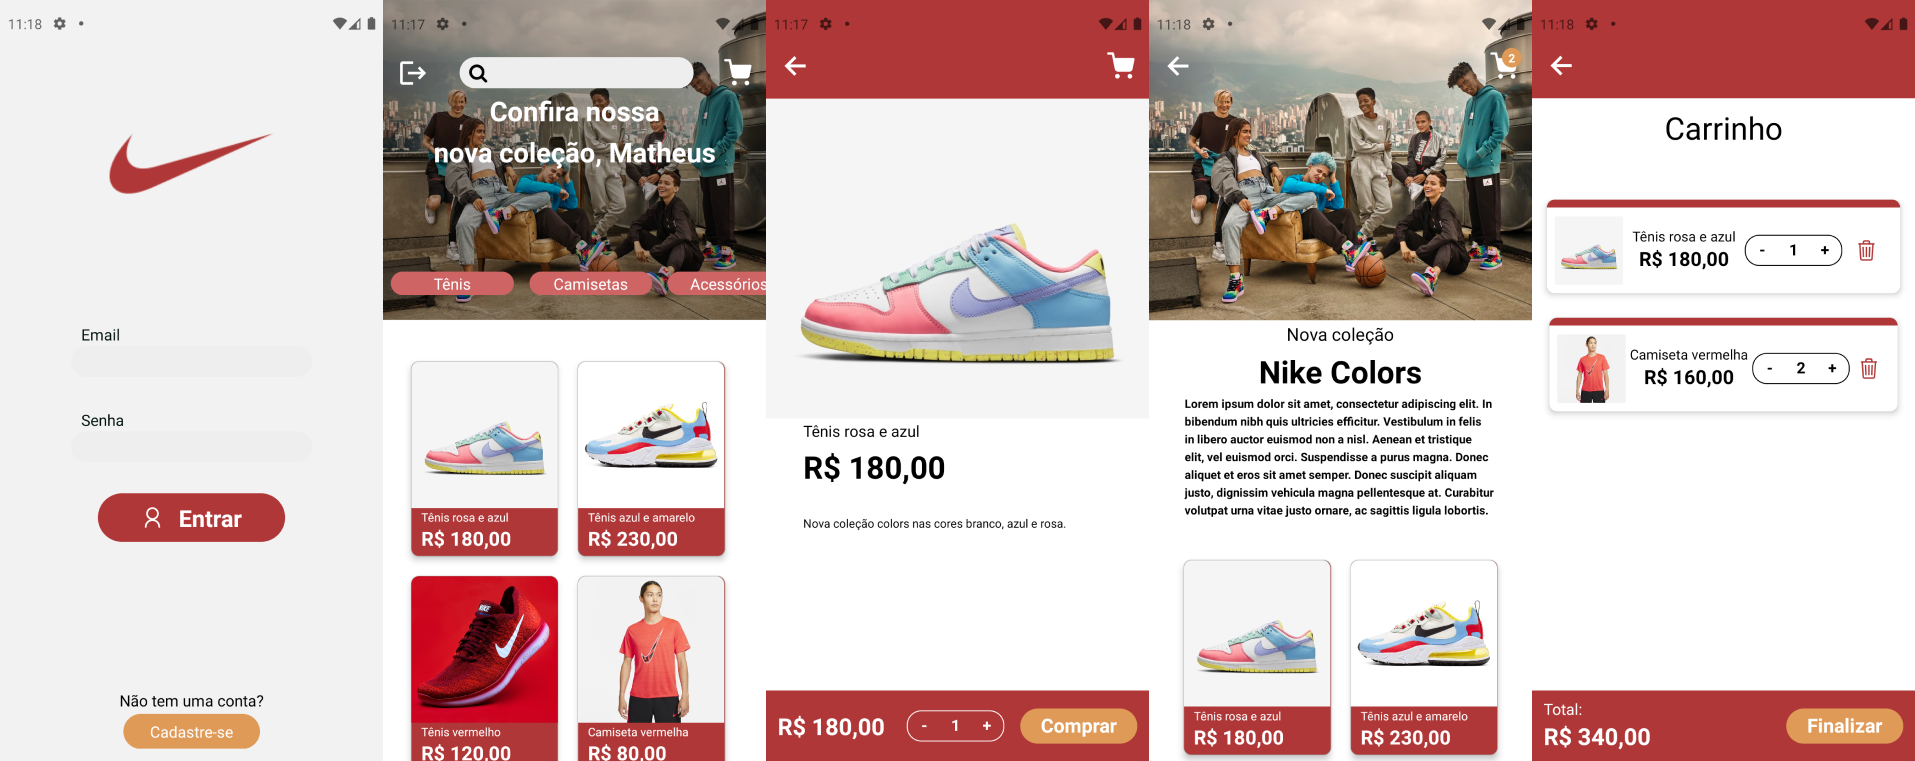 11:18
Email
Senha
Entrar
Não tem uma conta?
Cadastre-se
11:17
Confira nossa
nova coleção, Matheus
Tênis
Camisetas
Acessórios
Tênis rosa e azul
R$ 180,00
Tênis azul e amarelo
R$ 230,00
NIKE
Tênis vermelho
R$ 120,00
Camiseta vermelha
R$ 80,00
11:17
Tênis rosa e azul
R$ 180,00
Nova coleção colors nas cores branco, azul e rosa.
R$ 180,00
- 1 +
Comprar
11:18
2
Nova coleção
Nike Colors
Lorem ipsum dolor sit amet, consectetur adipiscing elit. In
bibendum nibh quis ultricies efficitur. Vestibulum in felis
in libero auctor euismod non a nisl. Aenean et tristique
elit, vel euismod orci. Suspendisse a purus magna. Donec
aliquet et eros sit amet semper. Donec suscipit aliquam
justo, dignissim vehicula magna pellentesque at. Curabitur
volutpat urna vitae justo ornare, ac sagittis ligula lobortis.
Tênis rosa e azul
R$ 180,00
Tênis azul e amarelo
R$ 230,00
11:18
Carrinho
Tênis rosa e azul
R$ 180,00
- 1 +
Camiseta vermelha
R$ 160,00
- 2 +
Total:
R$ 340,00
Finalizar